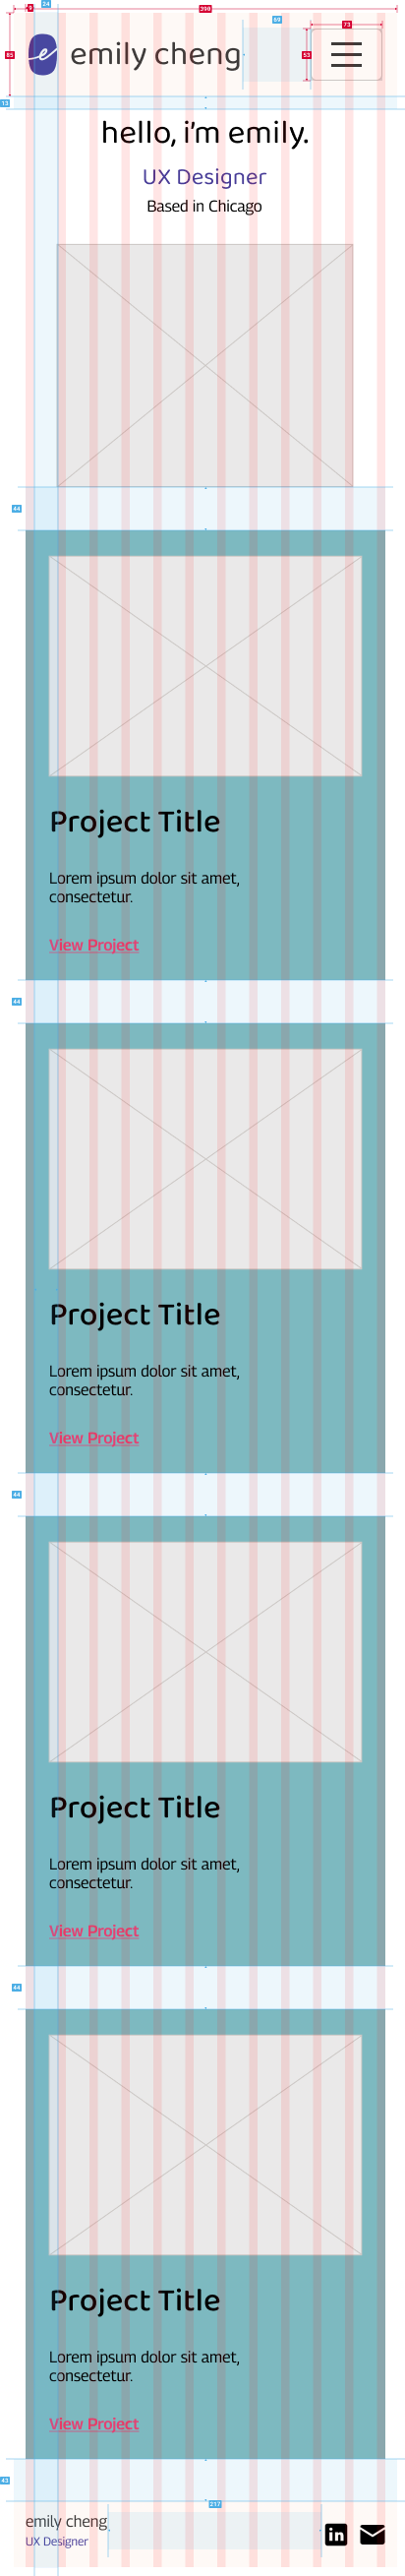 9
24
390
69
73
85
53
e emily cheng
13
hello, i'm emily.
UX Designer
Based in Chicago
44
Project Title
Lorem ipsum dolor sit amet,
consectetur.
View Project
44
Project Title
Lorem ipsum dolor sit amet,
consectetur.
View Project
44
Project Title
Lorem ipsum dolor sit amet,
consectetur.
View Project
44
Project Title
Lorem ipsum dolor sit amet,
consectetur.
View Project
43
217
emily cheng
UX Designer
in